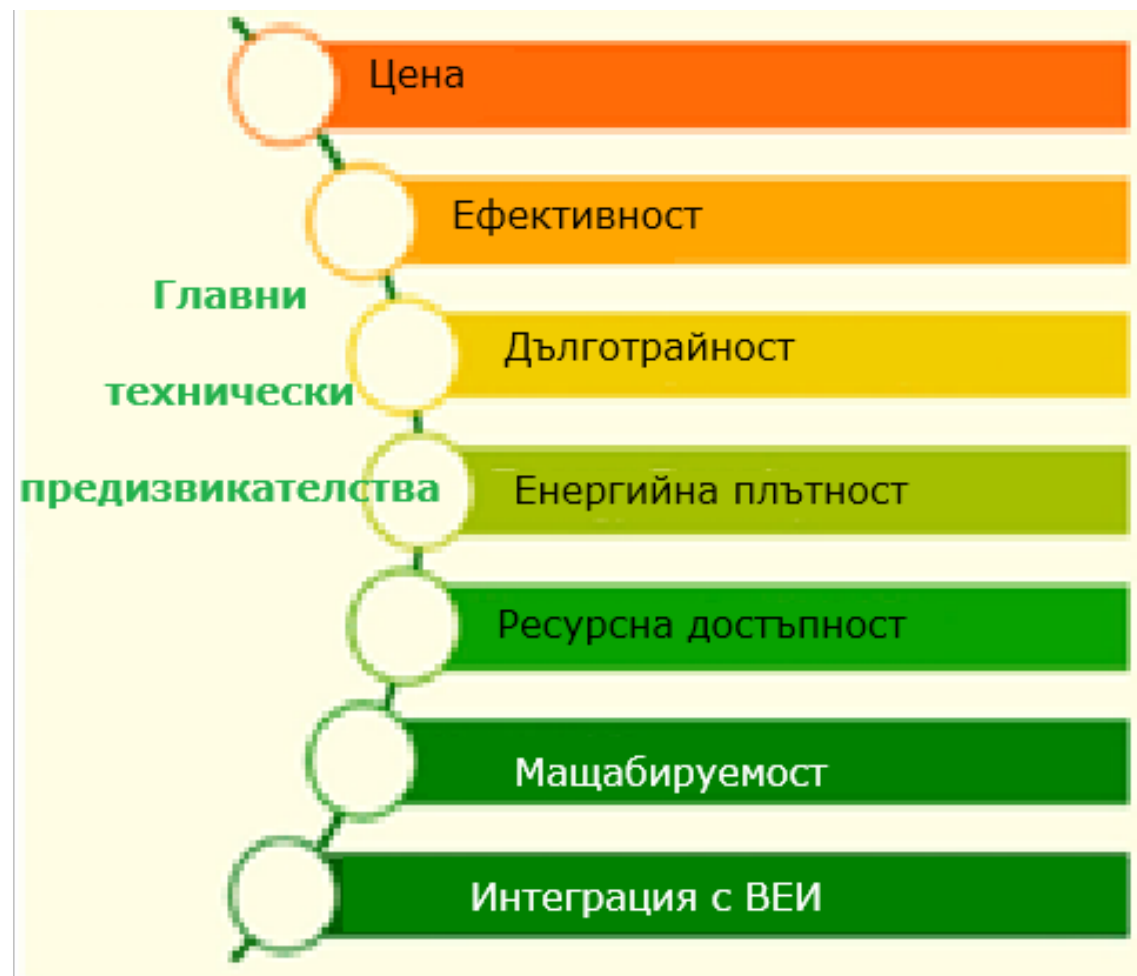 Главни
технически
предизвикателства
Цена
Ефективност
Дълготрайност
Енергийна плътност
Ресурсна достъпност
Мащабируемост
Интеграция с ВЕИ